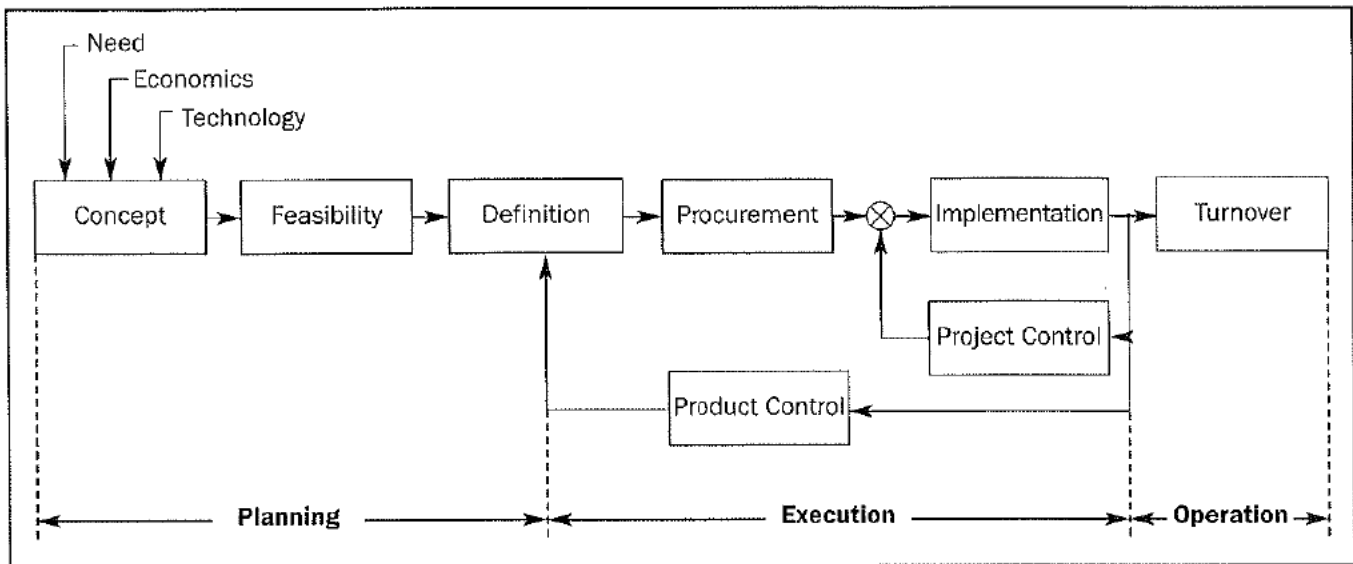 Need
Economics
Technology
Concept
Feasibility
Definition
Procurement
Implementation
Turnover
Project Control
Product Control
Planning
Execution
Operation